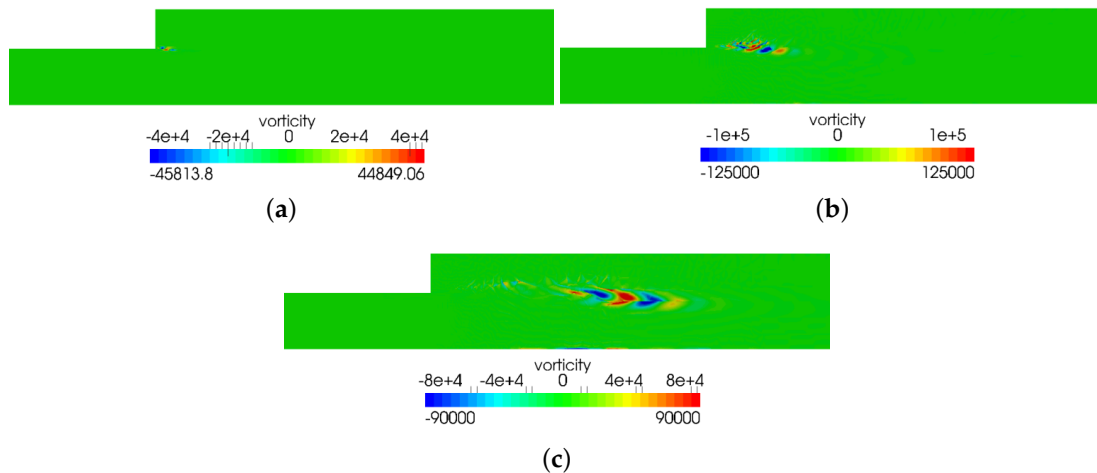 vorticity
-4e+4 -2e+4 0 2e+4 4e+4
-45813.8 44849.06
(a)
vorticity
-1e+5 0 1e+5
-125000 125000
(b)
vorticity
-8e+4 -4e+4 0 4e+4 8e+4
-90000 90000
(c)